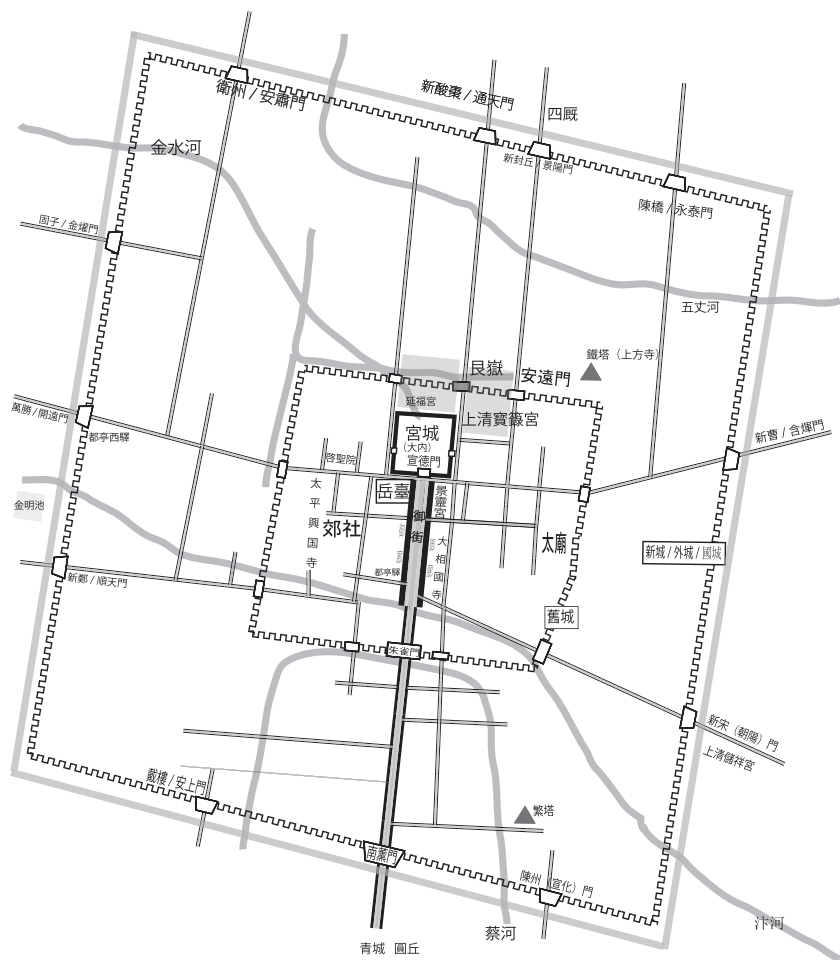 衛州/安肅門
新酸棗/通天門
四厩
金水河
新封丘/景陽門
陳橋/永泰門
固子/金燿門
五丈河
鐵塔（上方寺）
艮嶽
安遠門
延福宮
萬勝/開遠門
上清寶籙宮
宮城
（大内）
宣德門
新曹/含煇門
都亭西驛
啓聖院
岳臺
景靈宮
太平興国寺
金明池
御街
郊社
大相國寺
太廟
新城/外城/國城
都亭驛
新鄭/順天門
舊城
朱雀門
新宋（朝陽）門
上清儲祥宮
戴樓/安上門
繁塔
南薰門
陳州（宣化）門
汴河
蔡河
青城 圓丘